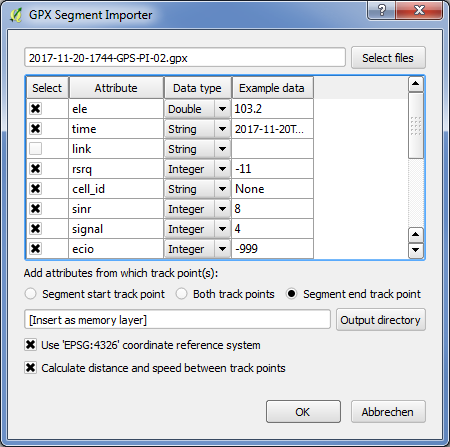 GPX Segment Importer
2017-11-20-1744-GPS-PI-02.gpx Select files
Select Attribute Data type Example data
ele Double 103.2
time String 2017-11-20T...
link String
rsrq Integer -11
cell_id String None
sinr Integer 8
signal Integer 4
ecio Integer -999
Add attributes from which track point(s):
Segment start track point Both track points Segment end track point
[Insert as memory layer] Output directory
Use 'EPSG:4326' coordinate reference system
Calculate distance and speed between track points
OK Abbrechen